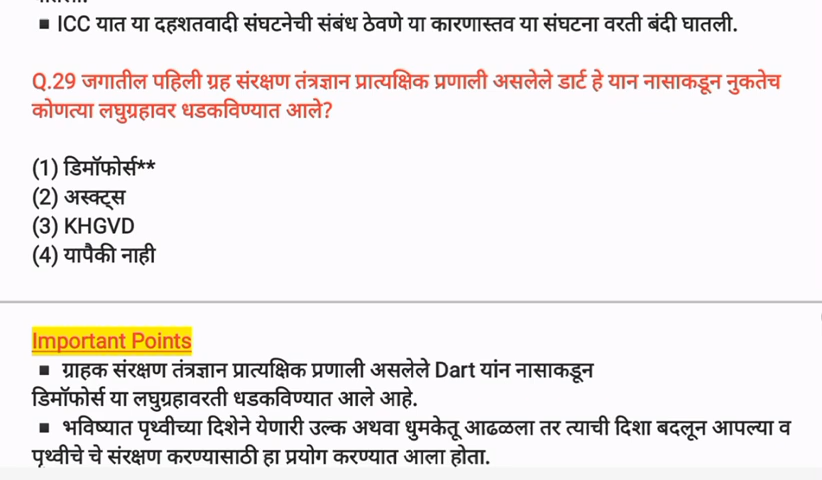 ▪ ICC यात या दहशतवादी संघटनेची संबंध ठेवणे या कारणास्तव या संघटना वरती बंदी घातली.
Q.29 जगातील पहिली ग्रह संरक्षण तंत्रज्ञान प्रात्यक्षिक प्रणाली असलेले डार्ट हे यान नासाकडून नुकतेच
कोणत्या लघुग्रहावर धडकविण्यात आले?
(1) डिमॉफोर्स**
(2) अस्क्ट्स
(3) KHGVD
(4) यापैकी नाही
Important Points
▪ ग्राहक संरक्षण तंत्रज्ञान प्रात्यक्षिक प्रणाली असलेले Dart यांन नासाकडून
डिमॉफोर्स या लघुग्रहावरती धडकविण्यात आले आहे.
▪ भविष्यात पृथ्वीच्या दिशेने येणारी उल्क अथवा धुमकेतू आढळला तर त्याची दिशा बदलून आपल्या व
पृथ्वीचे चे संरक्षण करण्यासाठी हा प्रयोग करण्यात आला होता.